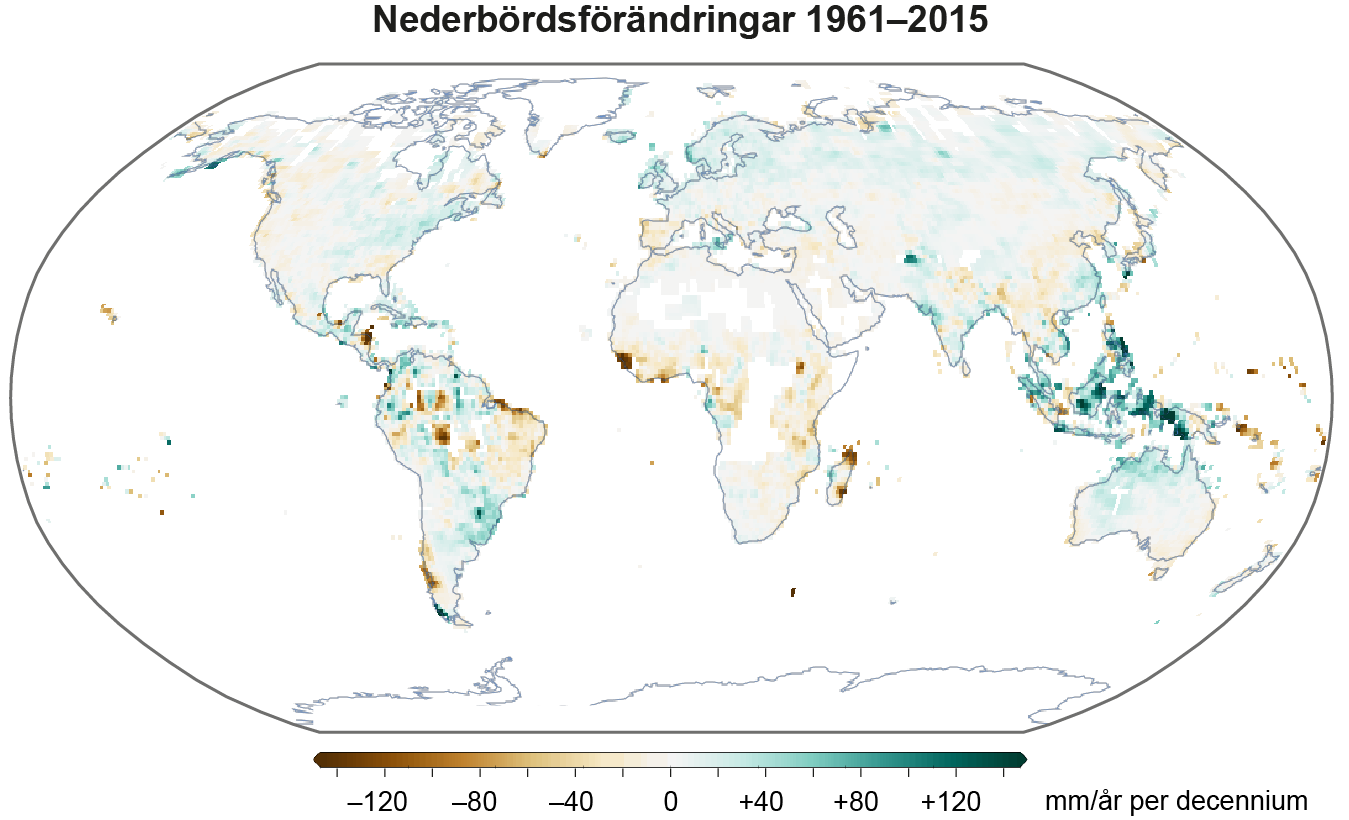 Nederbördsförändringar 1961–2015
–120 –80 –40 0 +40 +80 +120 mm/år per decennium